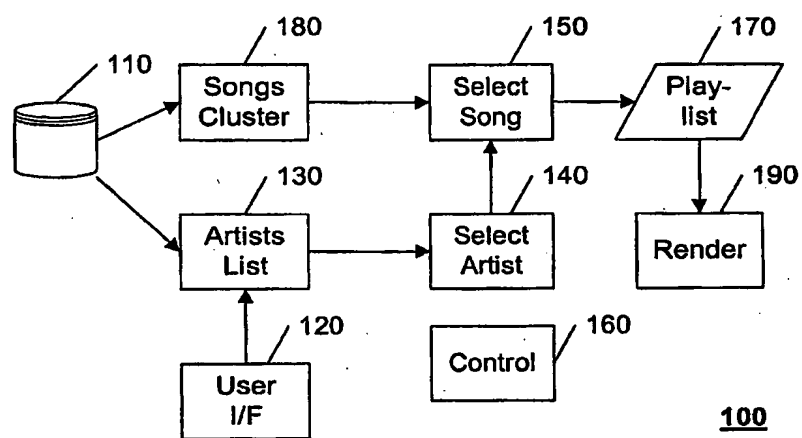 180
150
170
110
Songs
Cluster
Select
Song
Play-
list
130
140
190
Artists
List
Select
Artist
Render
120
160
User
I/F
Control
100